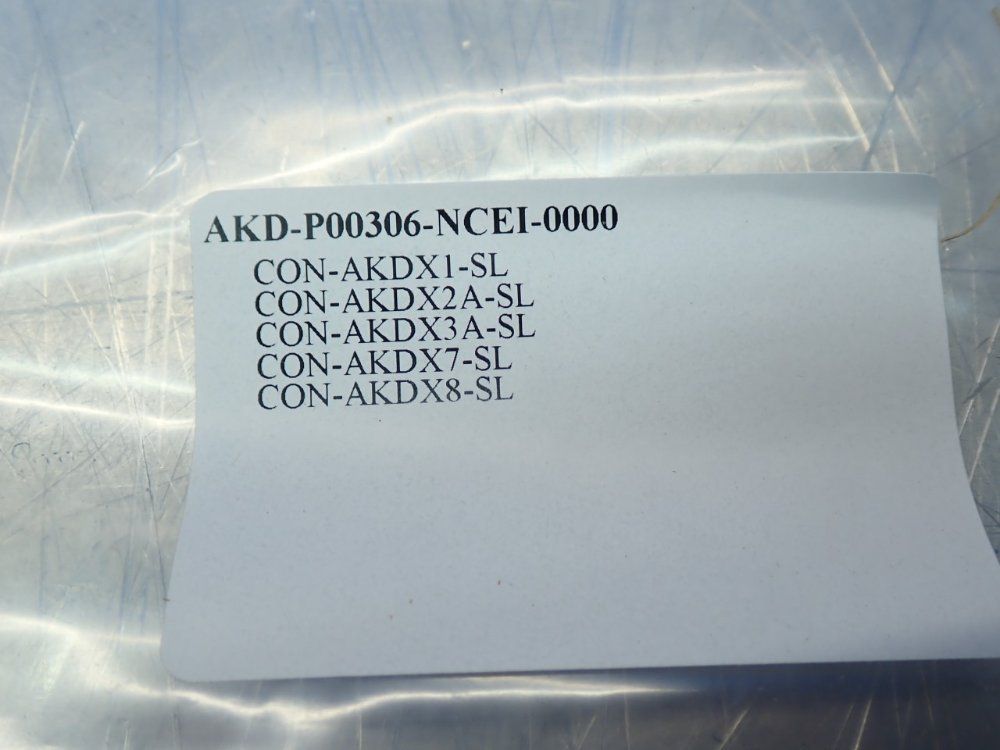 AKD-P00306-NCEI-0000
CON-AKDX1-SL
CON-AKDX2A-SL
CON-AKDX3A-SL
CON-AKDX7-SL
CON-AKDX8-SL